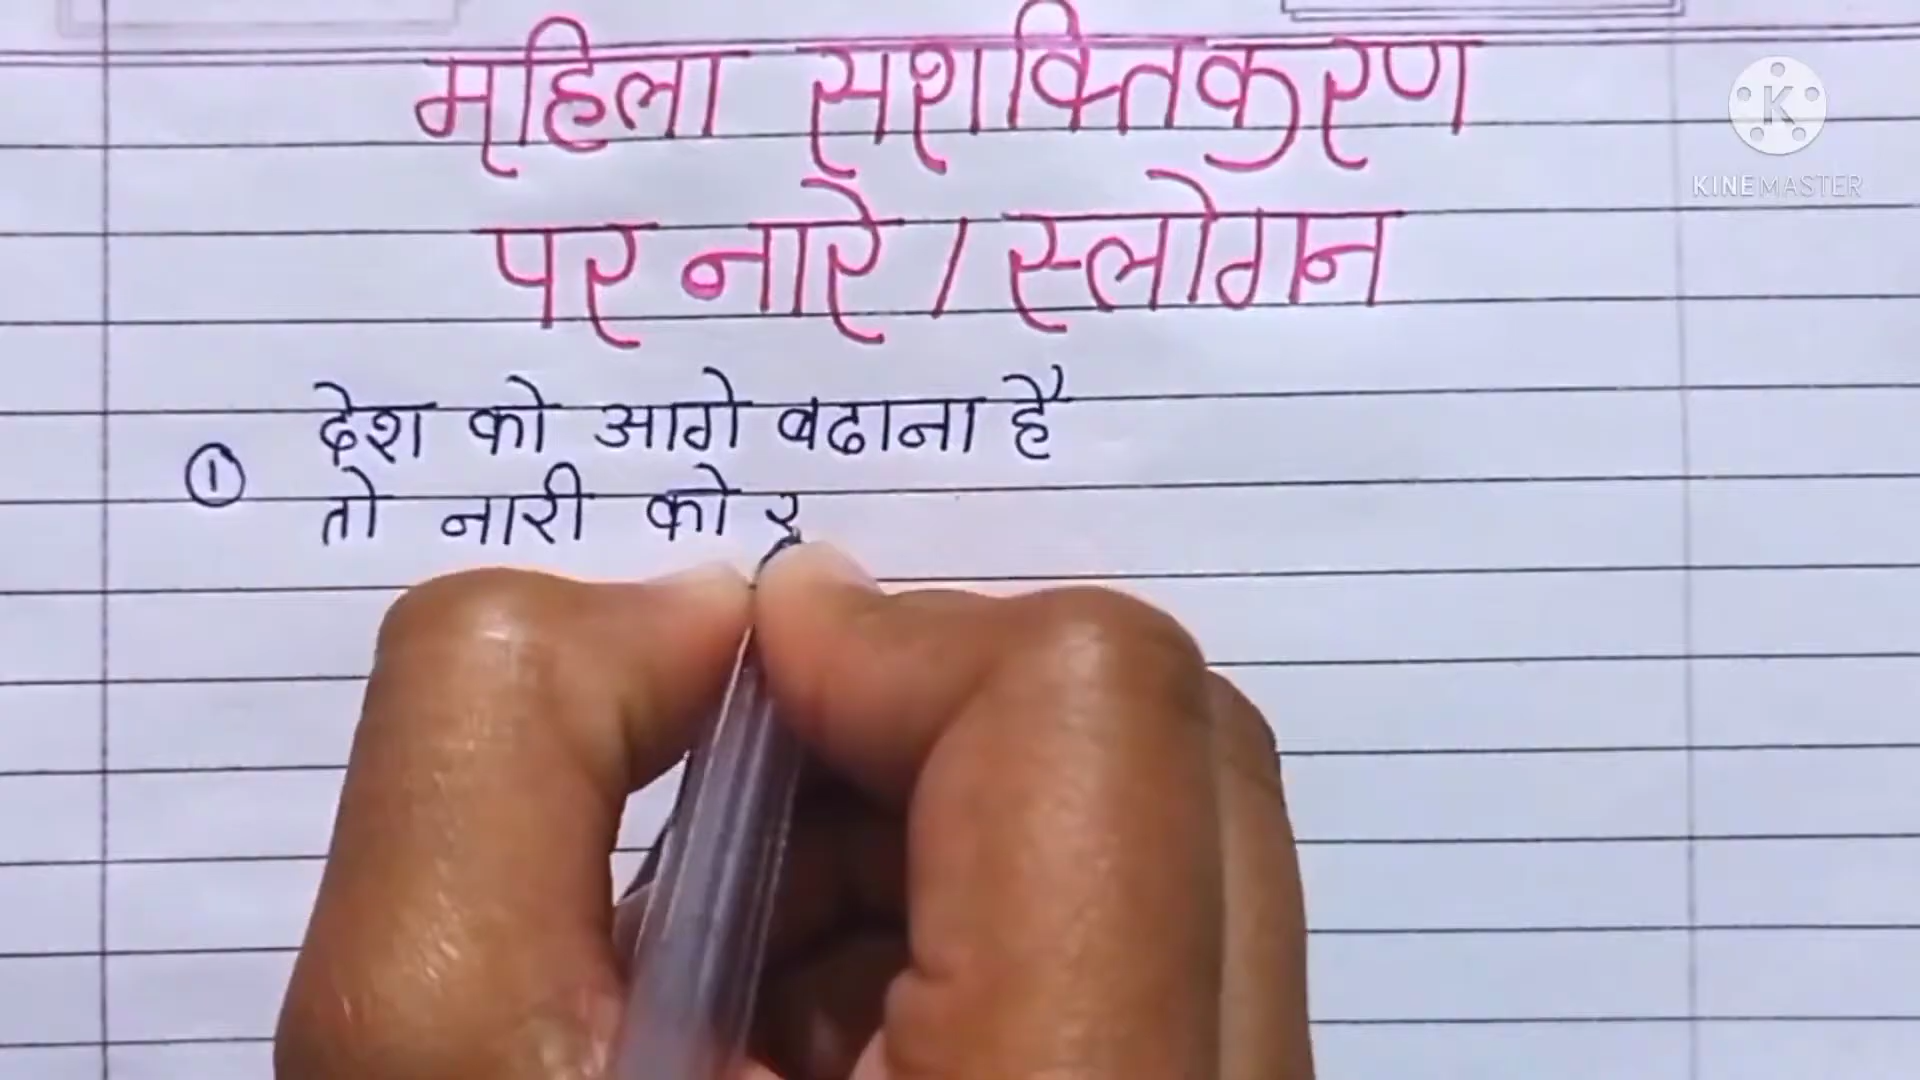 महिला सशक्तिकरण
पर नारे / स्लोगन
① देश को आगे बढाना है
तो नारी को
KINEMASTER